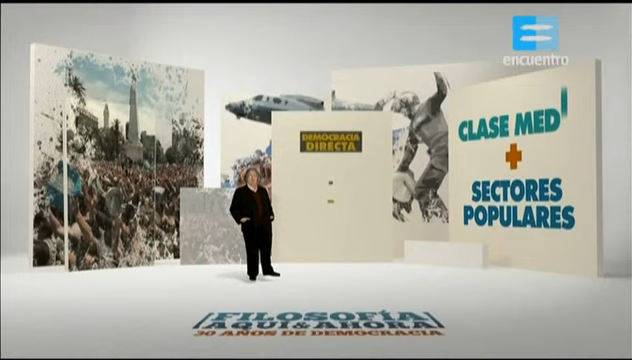 encuentro
DEMOCRACIA
DIRECTA
CLASE MED
+
SECTORES
POPULARES
[FILOSOFÍA
AQUÍ & AHORA]
30 AÑOS DE DEMOCRACIA